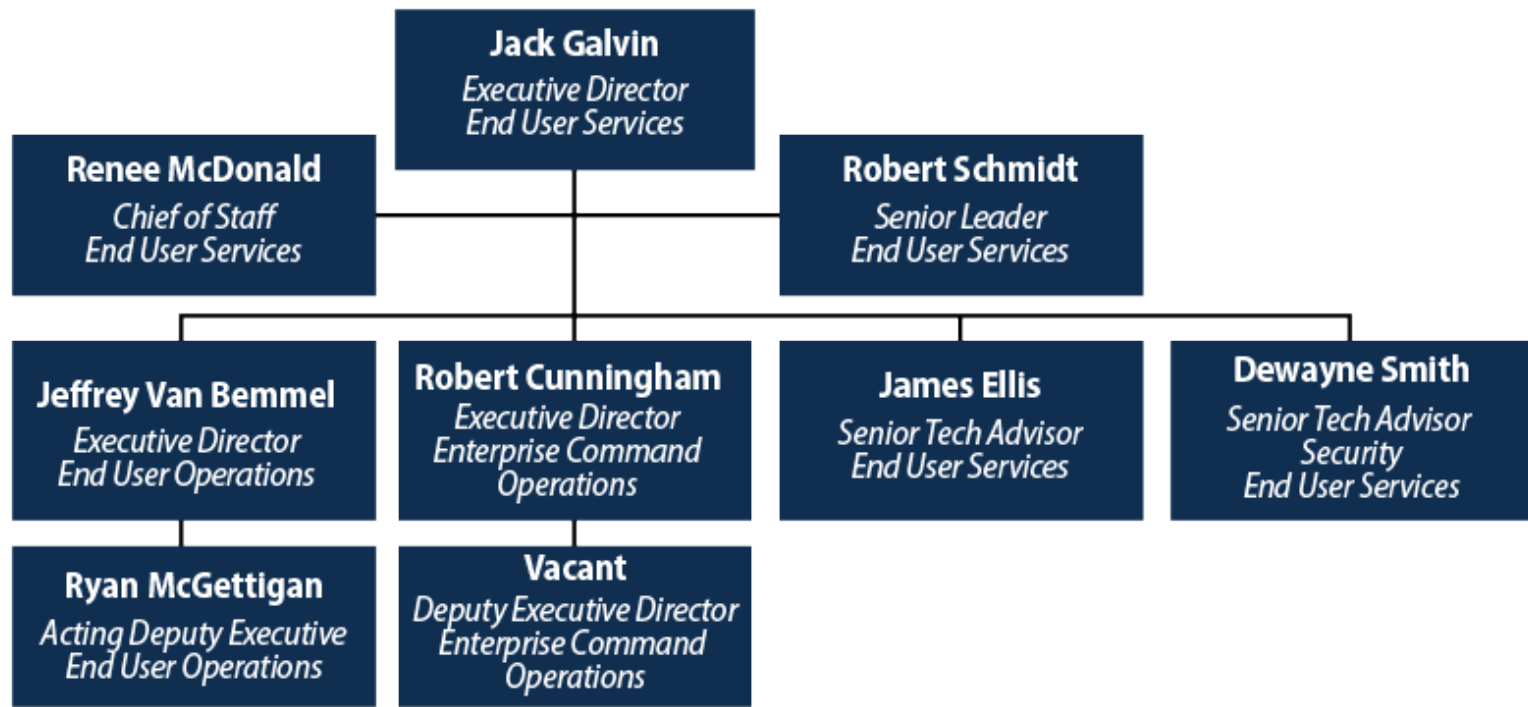 Jack Galvin
Executive Director
End User Services
Renee McDonald
Chief of Staff
End User Services
Robert Schmidt
Senior Leader
End User Services
Jeffrey Van Bemmel
Executive Director
End User Operations
Robert Cunningham
Executive Director
Enterprise Command
Operations
James Ellis
Senior Tech Advisor
End User Services
Dewayne Smith
Senior Tech Advisor
Security
End User Services
Ryan McGettigan
Acting Deputy Executive
End User Operations
Vacant
Deputy Executive Director
Enterprise Command
Operations